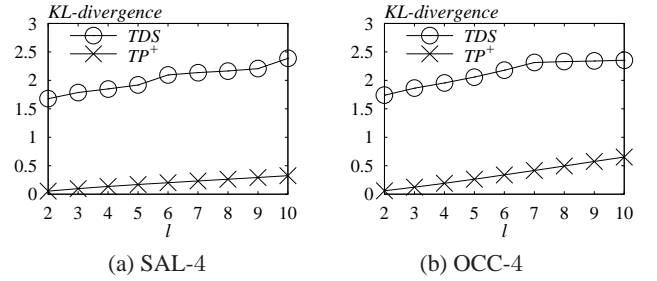 KL-divergence
3
2.5
2
1.5
1
0.5
0
TDS
TP+
2 3 4 5 6 7 8 9 10
l
(a) SAL-4
KL-divergence
3
2.5
2
1.5
1
0.5
0
TDS
TP+
2 3 4 5 6 7 8 9 10
l
(b) OCC-4